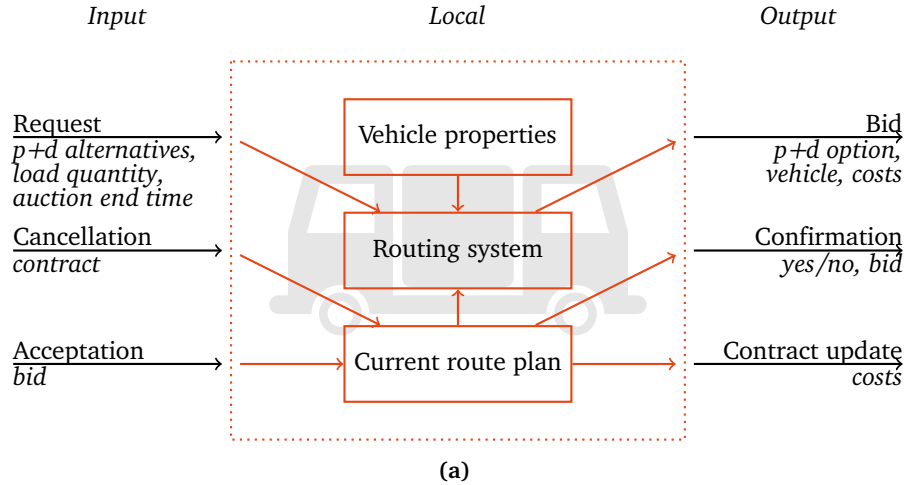 Input
Local
Output
Request
p+d alternatives,
load quantity,
auction end time
Cancellation
contract
Acceptation
bid
Vehicle properties
Routing system
Current route plan
Bid
p+d option,
vehicle, costs
Confirmation
yes/no, bid
Contract update
costs
(a)